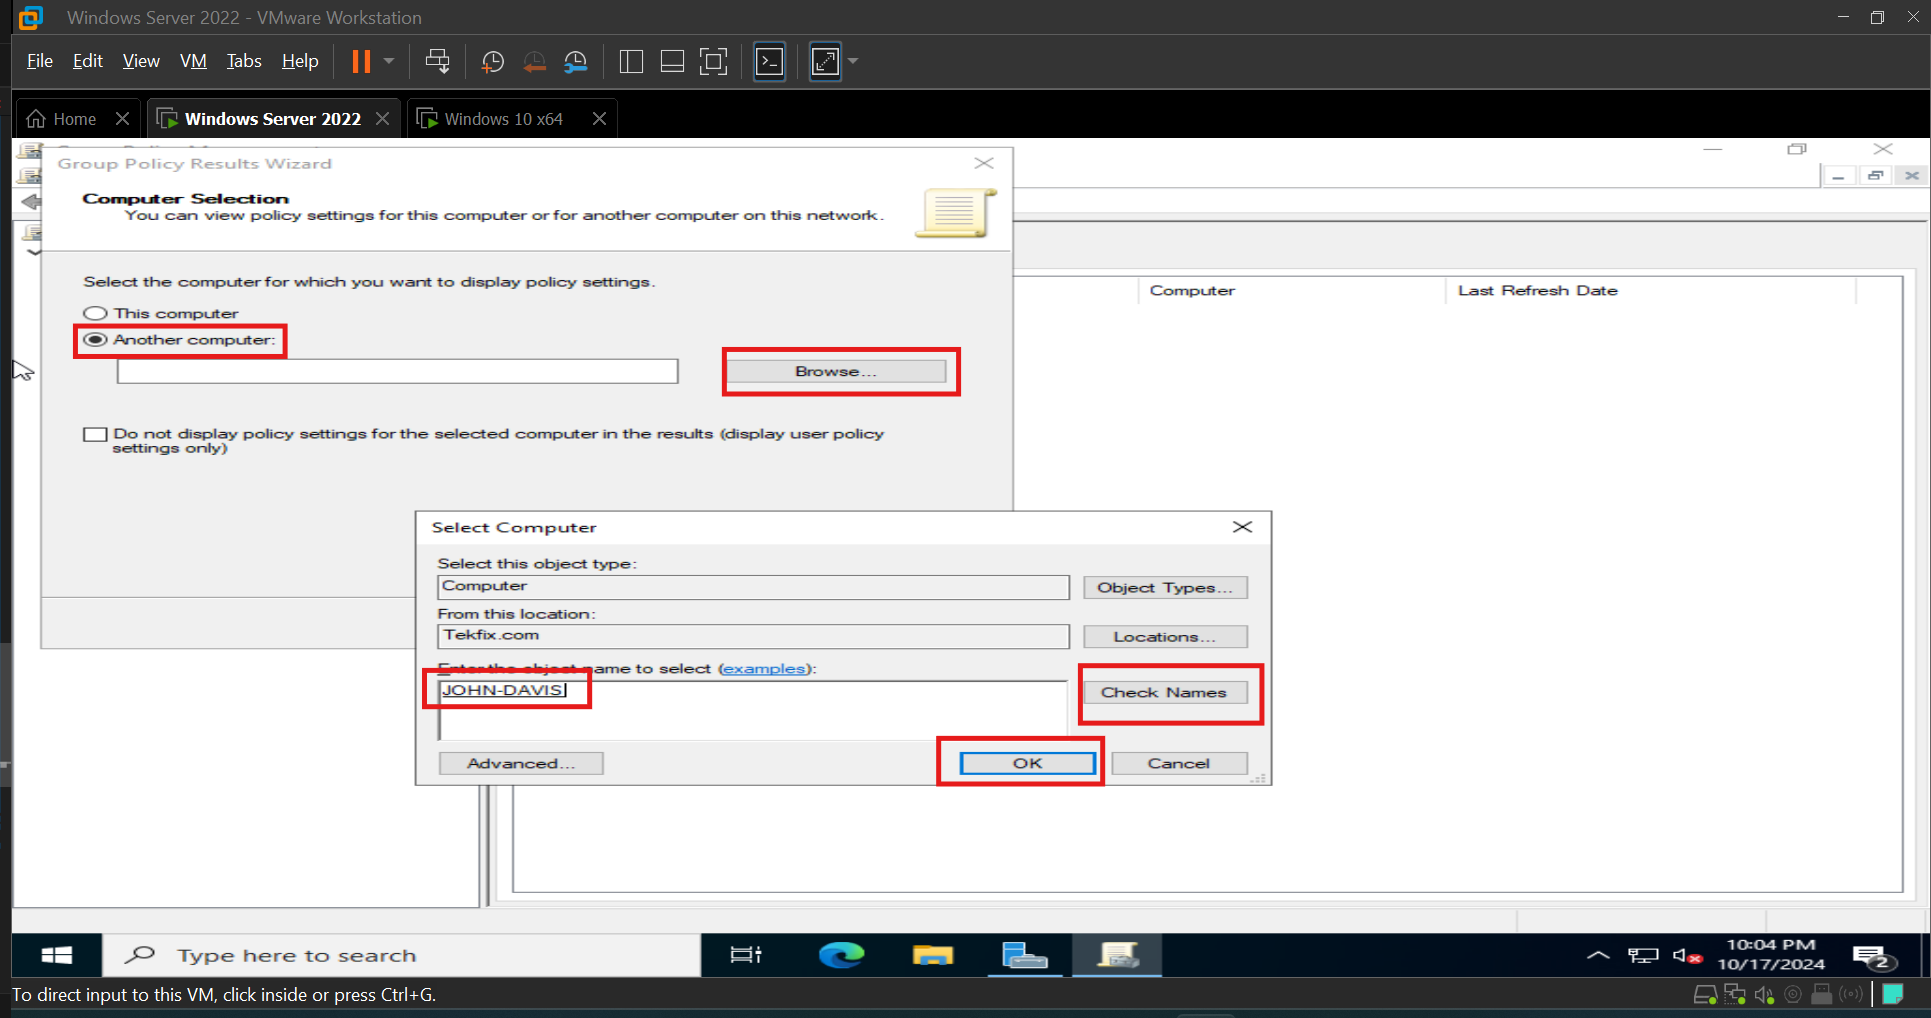 Windows Server 2022 - VMware Workstation
File Edit View VM Tabs Help
Home
Windows Server 2022
Windows 10 x64
Group Policy Results Wizard
Computer Selection
You can view policy settings for this computer or for another computer on this network.
Select the computer for which you want to display policy settings.
This computer
Another computer:
Browse...
Do not display policy settings for the selected computer in the results (display user policy
settings only)
Computer Last Refresh Date
Select Computer
Select this object type:
Computer
Object Types...
From this location:
Tekfix.com
Locations...
Enter the object name to select (examples):
JOHN-DAVIS
Check Names
Advanced...
OK
Cancel
Type here to search
10:04 PM
10/17/2024
2
To direct input to this VM, click inside or press Ctrl+G.